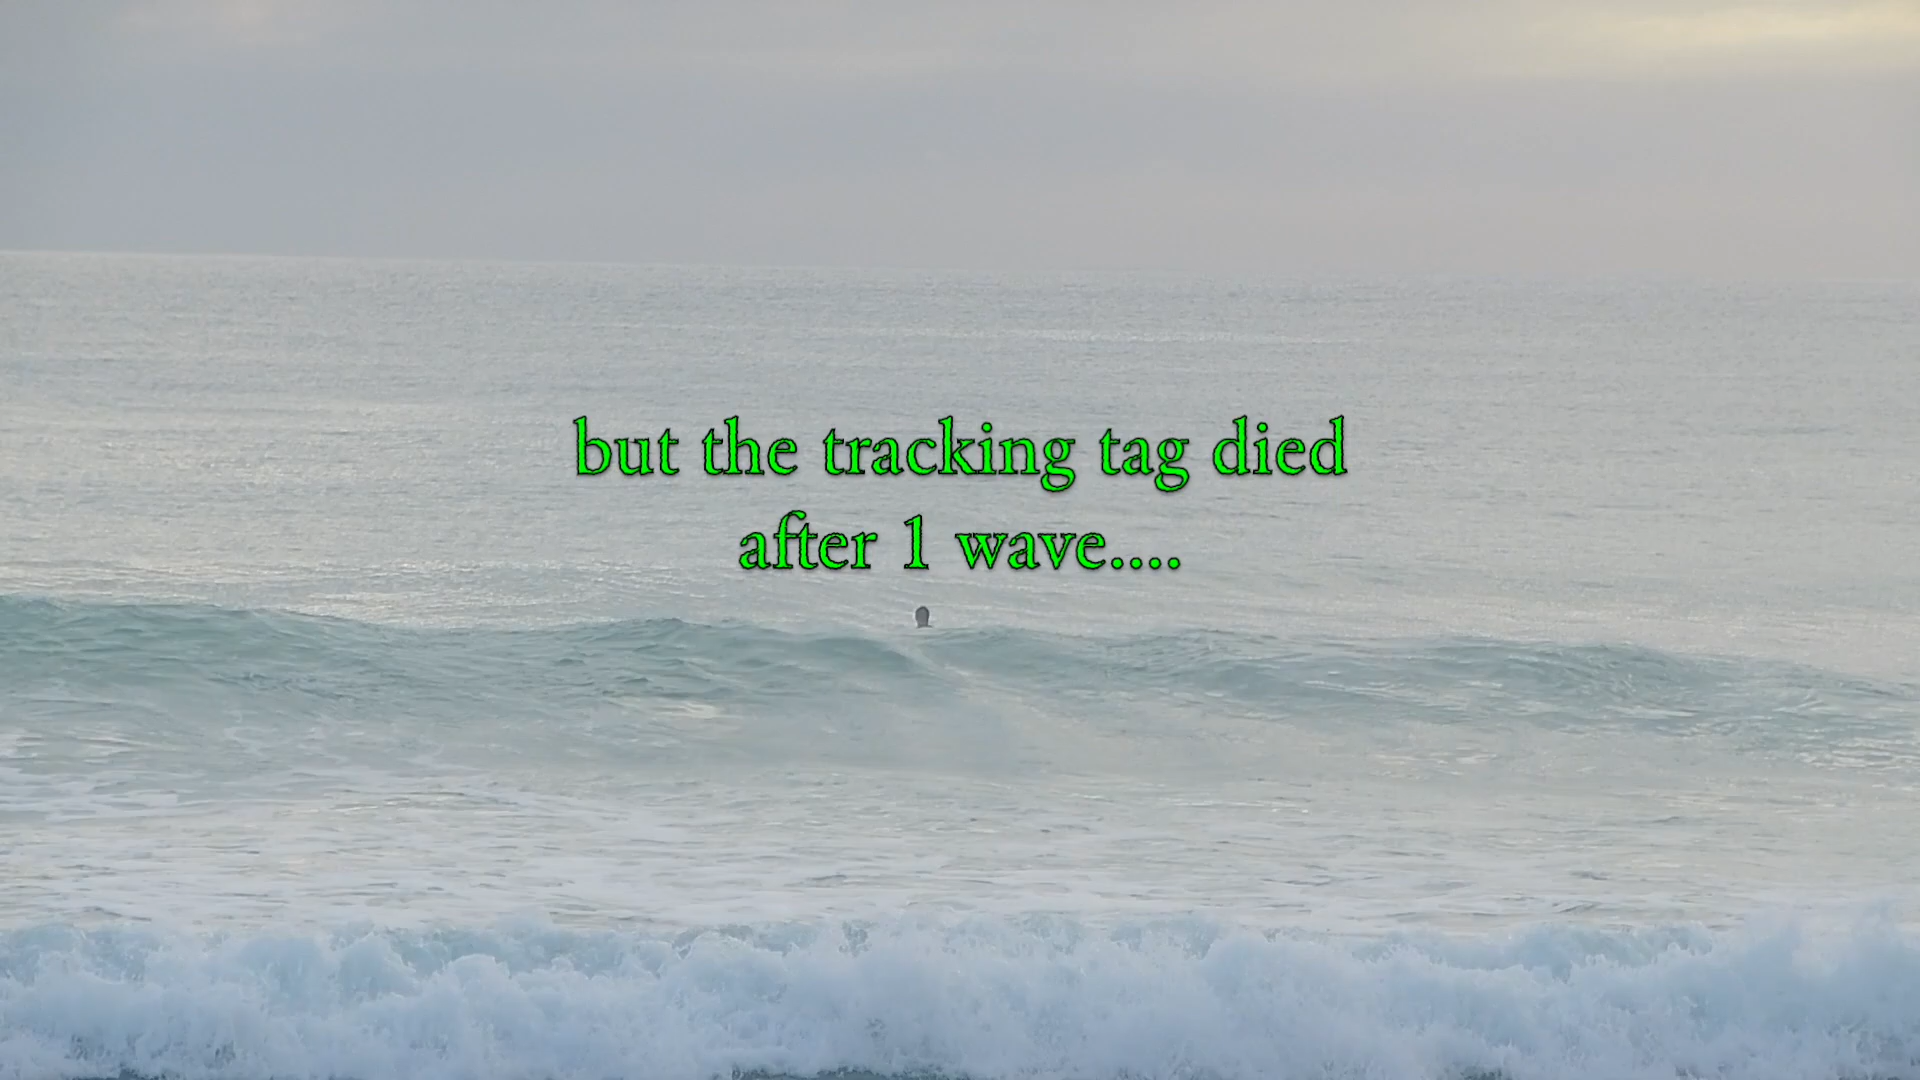 but the tracking tag died
after 1 wave....